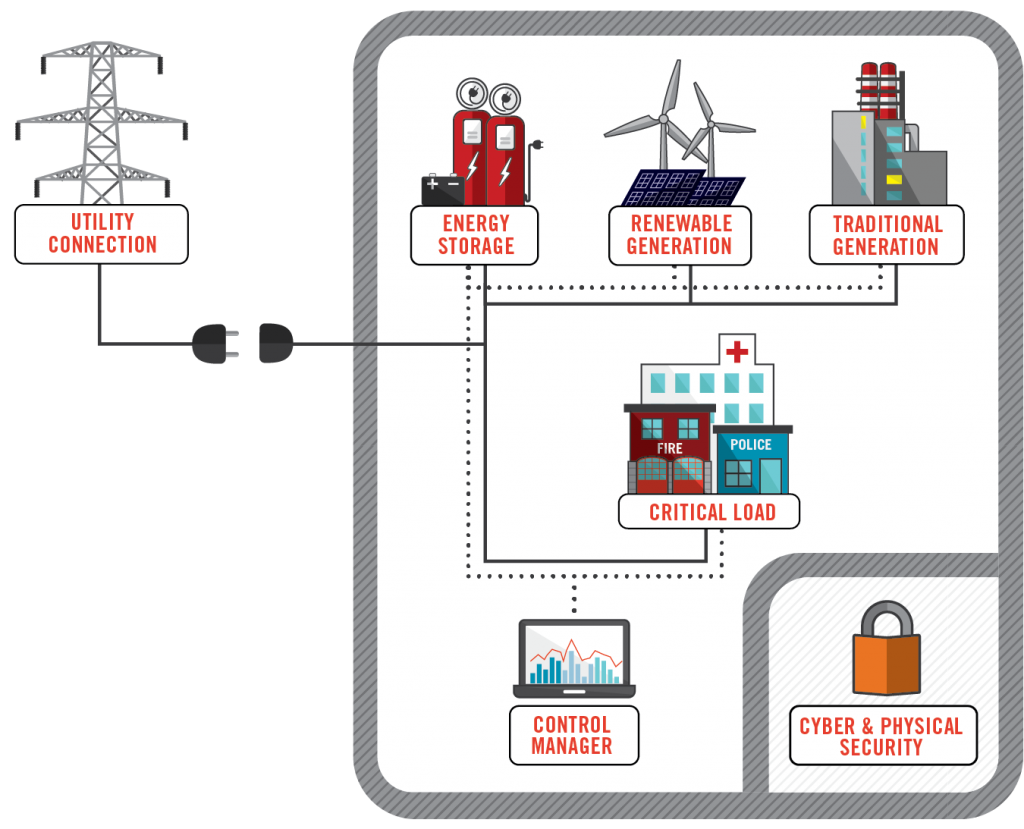 UTILITY
CONNECTION
ENERGY
STORAGE
RENEWABLE
GENERATION
TRADITIONAL
GENERATION
FIRE
POLICE
CRITICAL LOAD
CONTROL
MANAGER
CYBER & PHYSICAL
SECURITY